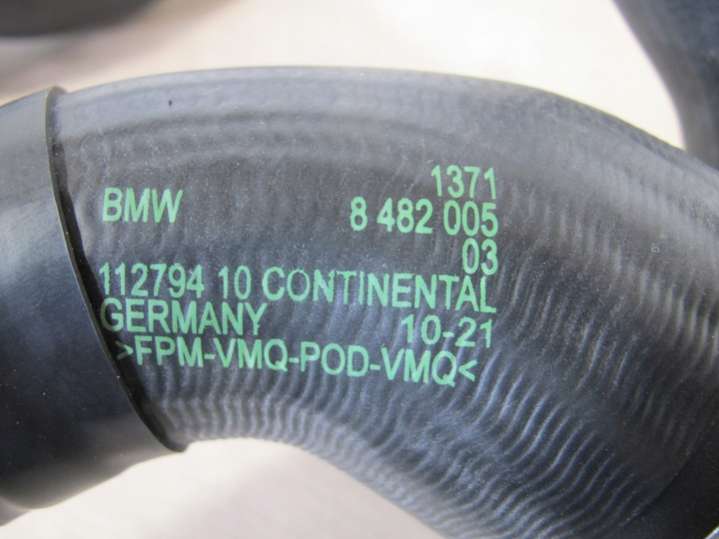 1371
BMW 8 482 005
03
112794 10 CONTINENTAL
GERMANY 10-21
>FPM-VMQ-POD-VMQ<